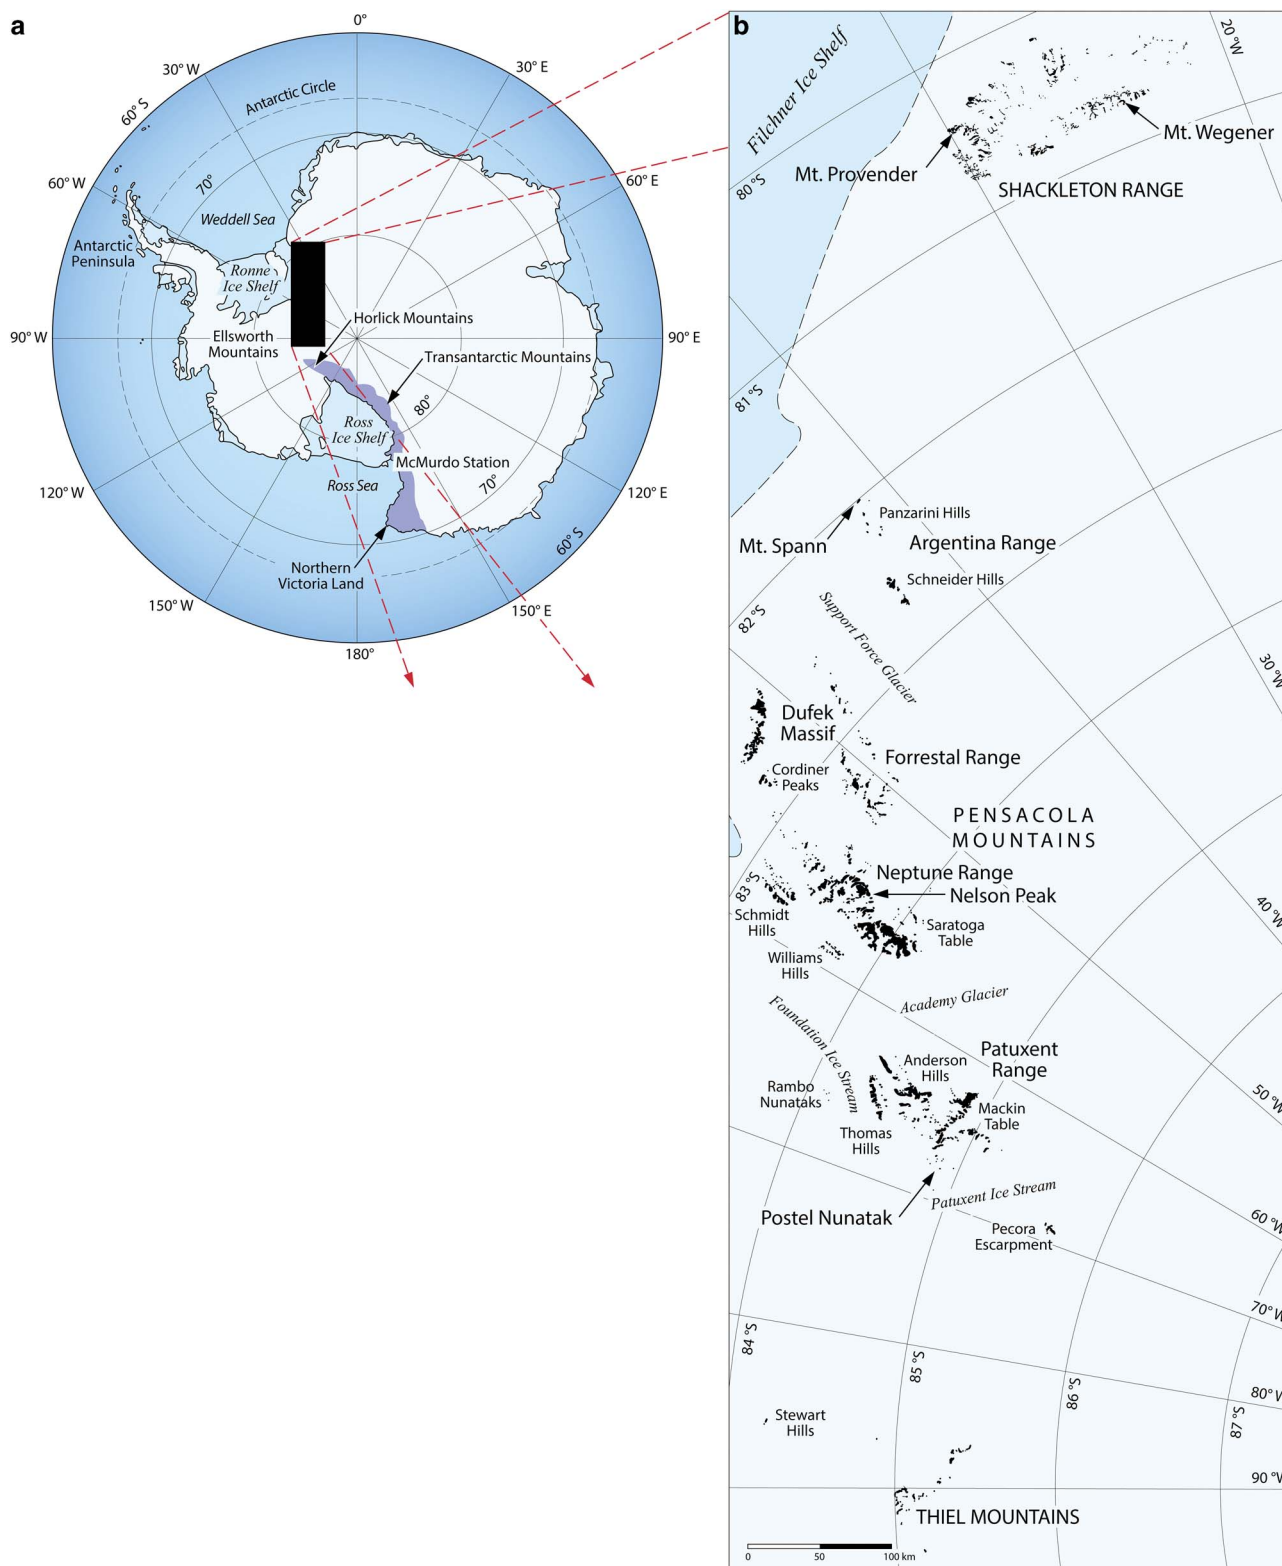 a
0°
30° W
30° E
60° S
Antarctic Circle
60° W
70°
60° E
Weddell Sea
Antarctic
Peninsula
Ronne
Ice Shelf
90° W
Ellsworth
Mountains
Horlick Mountains
90° E
Transantarctic Mountains
80°
Ross
Ice Shelf
McMurdo Station
Ross Sea
70°
120° W
120° E
60° S
Northern
Victoria Land
150° W
150° E
180°
b
Filchner Ice Shelf
20 °W
Mt. Wegener
Mt. Provender
80 °S
SHACKLETON RANGE
81 °S
Panzarini Hills
Mt. Spann
Argentina Range
Schneider Hills
82 °S
Support Force Glacier
30 °W
Dufek
Massif
Forrestal Range
Cordiner
Peaks
PENSACOLA
MOUNTAINS
Neptune Range
83 °S
Nelson Peak
Schmidt
Hills
Saratoga
Table
40 °W
Williams
Hills
Academy Glacier
Foundation Ice Stream
Patuxent
Range
Anderson
Hills
Rambo
Nunataks
Mackin
Table
50 °W
Thomas
Hills
Patuxent Ice Stream
Postel Nunatak
60 °W
Pecora
Escarpment
70° W
84 °S
85 °S
86 °S
80° W
87 °S
Stewart
Hills
90 °W
THIEL MOUNTAINS
0
50
100 km